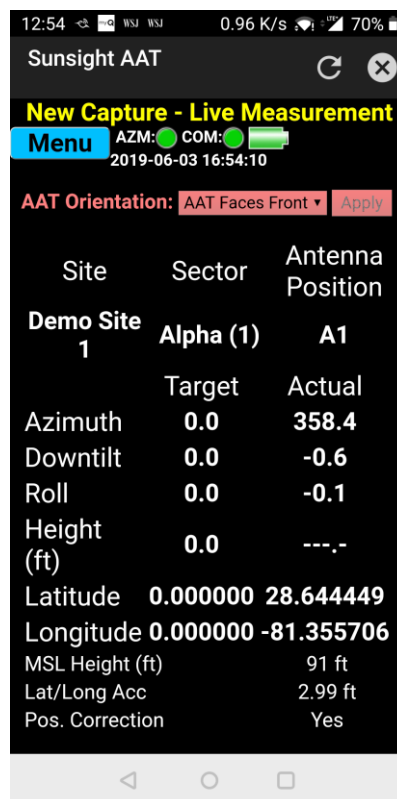 12:54 WSJ WSJ 0.96 K/s LTE 70%
Sunsight AAT
New Capture - Live Measurement
Menu AZM: COM:
2019-06-03 16:54:10
AAT Orientation: AAT Faces Front Apply
Site Sector Antenna
Position
Demo Site
1 Alpha (1) A1
Target Actual
Azimuth 0.0 358.4
Downtilt 0.0 -0.6
Roll 0.0 -0.1
Height
(ft) 0.0 ---.-
Latitude 0.000000 28.644449
Longitude 0.000000 -81.355706
MSL Height (ft) 91 ft
Lat/Long Acc 2.99 ft
Pos. Correction Yes